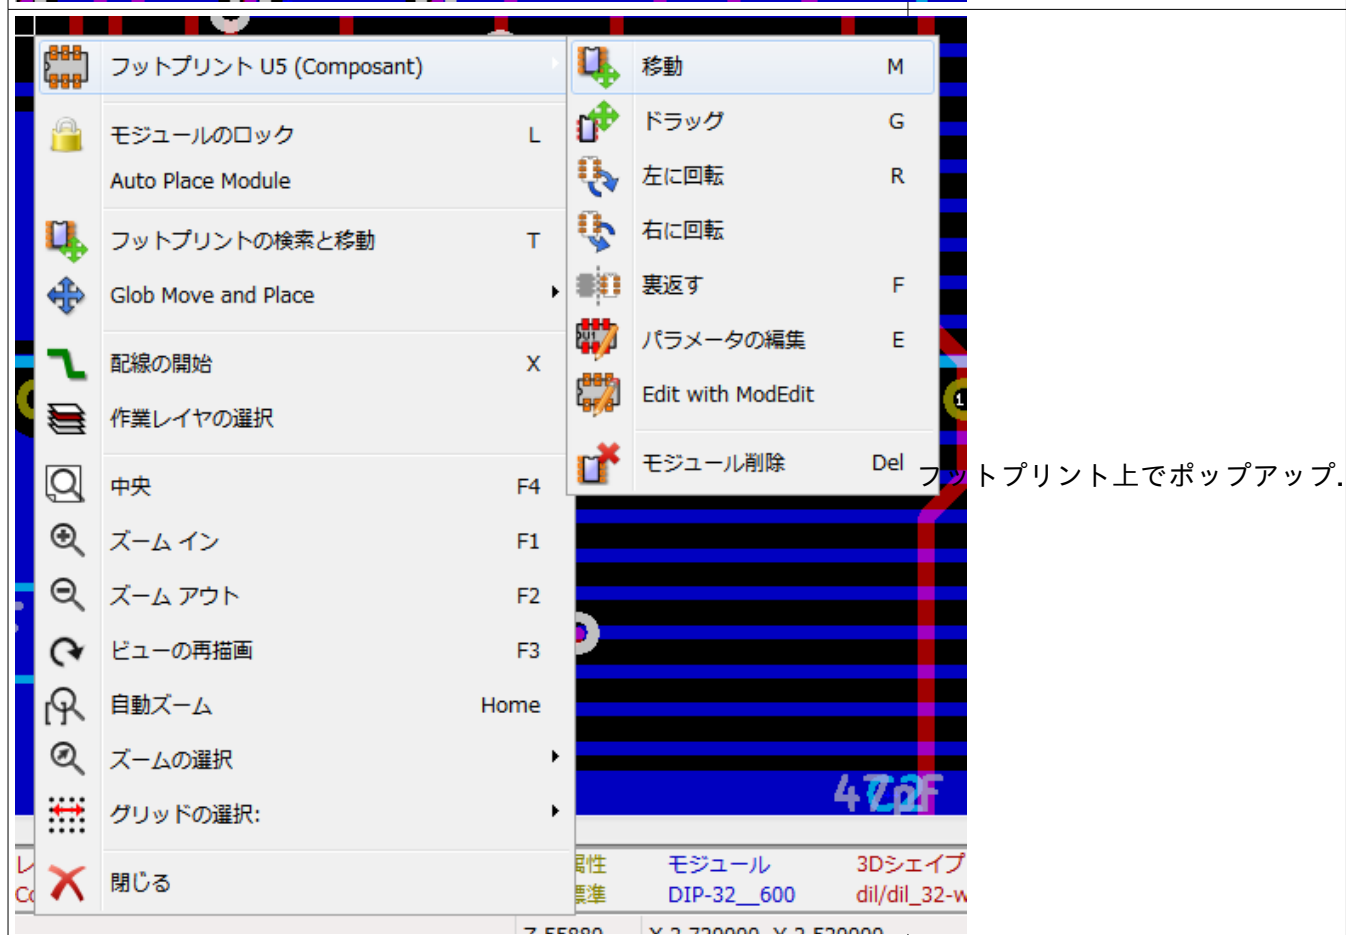 フットプリント U5 (Composant)
モジュールのロック L
Auto Place Module
フットプリントの検索と移動 T
Glob Move and Place
配線の開始 X
作業レイヤの選択
中央 F4
ズーム イン F1
ズーム アウト F2
ビューの再描画 F3
自動ズーム Home
ズームの選択
グリッドの選択:
閉じる
移動 M
ドラッグ G
左に回転 R
右に回転
裏返す F
パラメータの編集 E
Edit with ModEdit
モジュール削除 Del
フットプリント上でポップアップ.
1
属性 モジュール 3Dシェイプ
標準 DIP-32__600 dil/dil_32-w